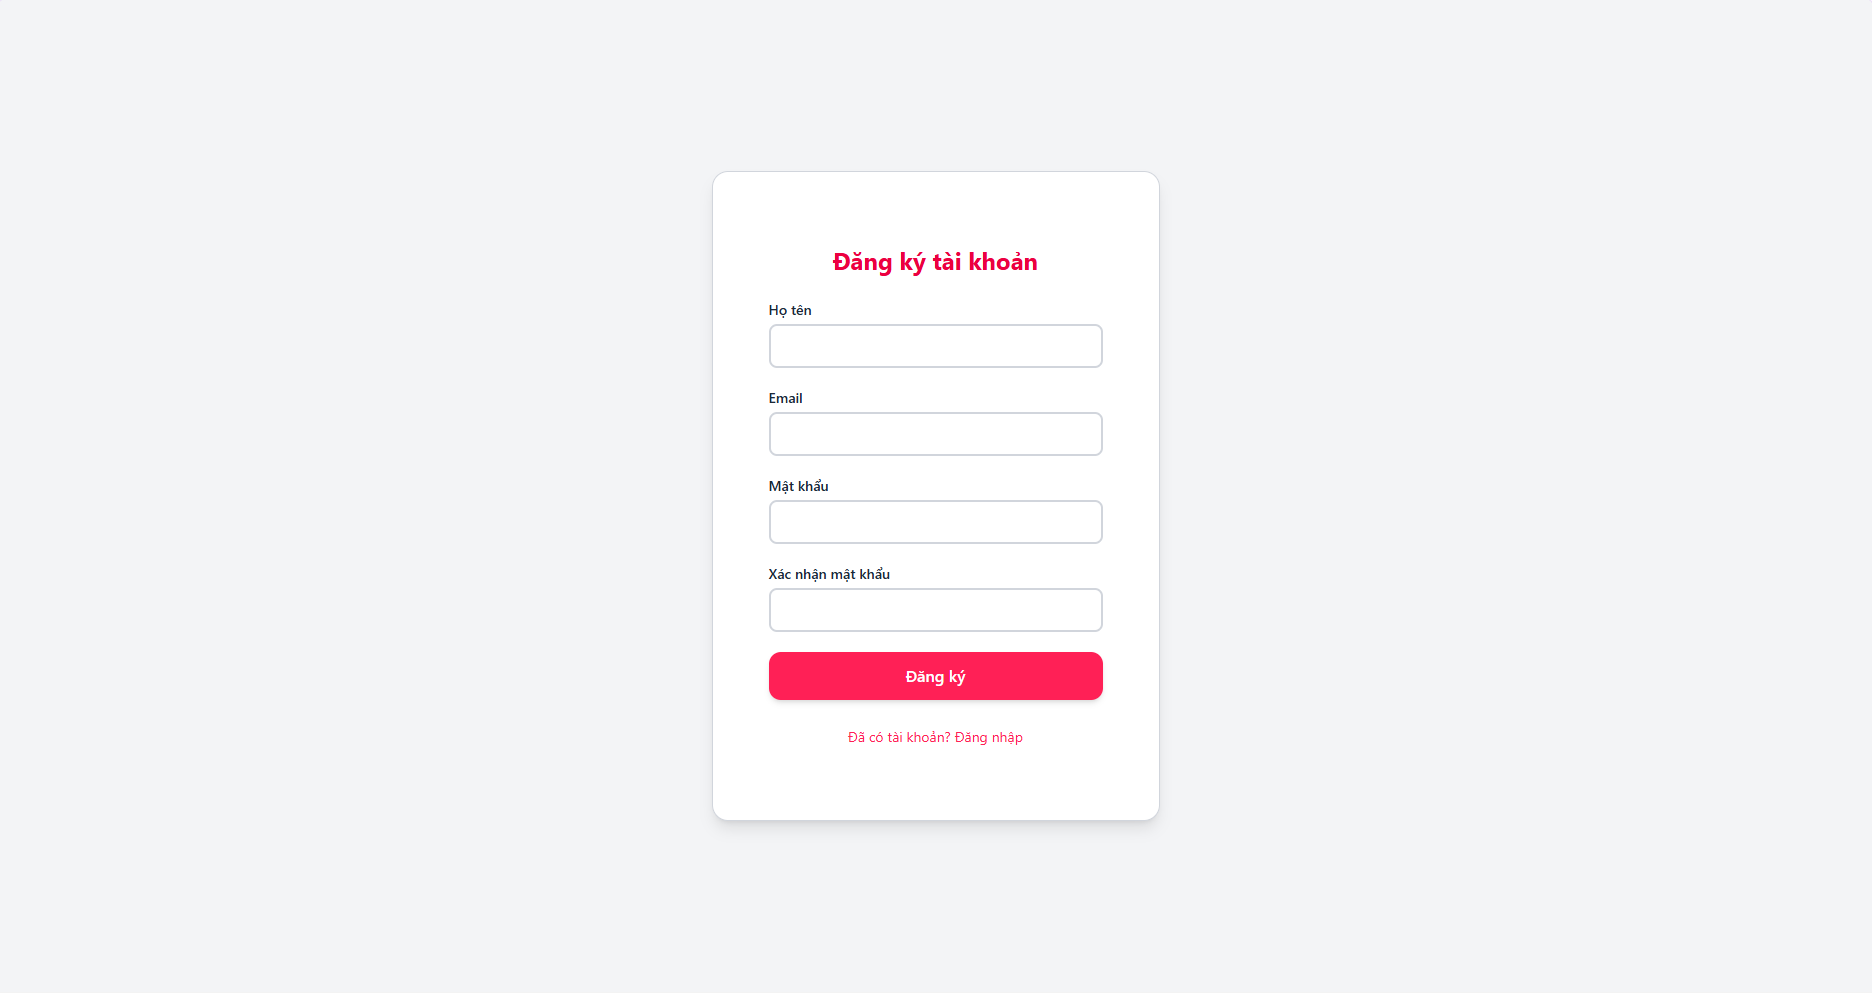 Đăng ký tài khoản
Họ tên
Email
Mật khẩu
Xác nhận mật khẩu
Đăng ký
Đã có tài khoản? Đăng nhập